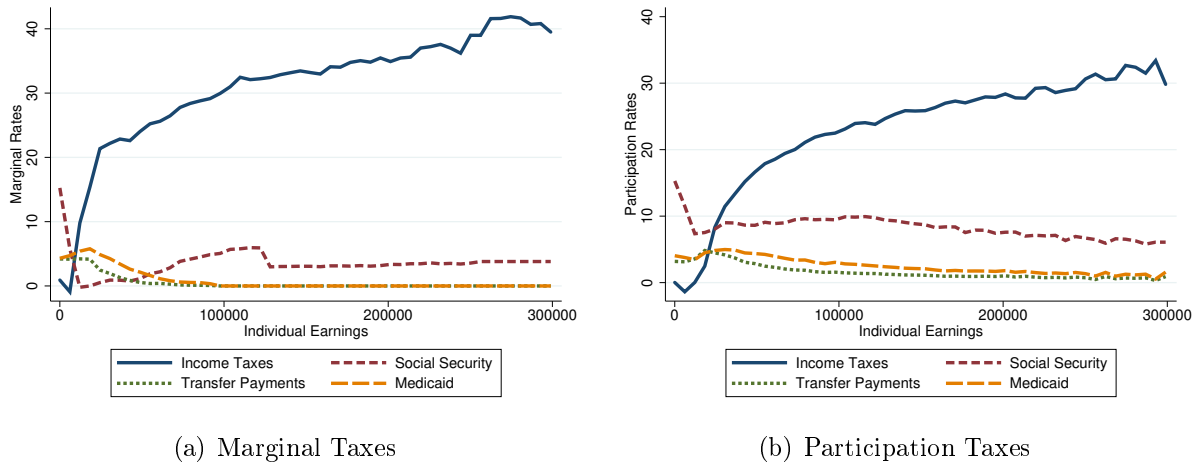 Marginal Rates
40
30
20
10
0
0 100000 200000 300000
Individual Earnings
Income Taxes Social Security
Transfer Payments Medicaid
(a) Marginal Taxes
Participation Rates
40
30
20
10
0
0 100000 200000 300000
Individual Earnings
Income Taxes Social Security
Transfer Payments Medicaid
(b) Participation Taxes